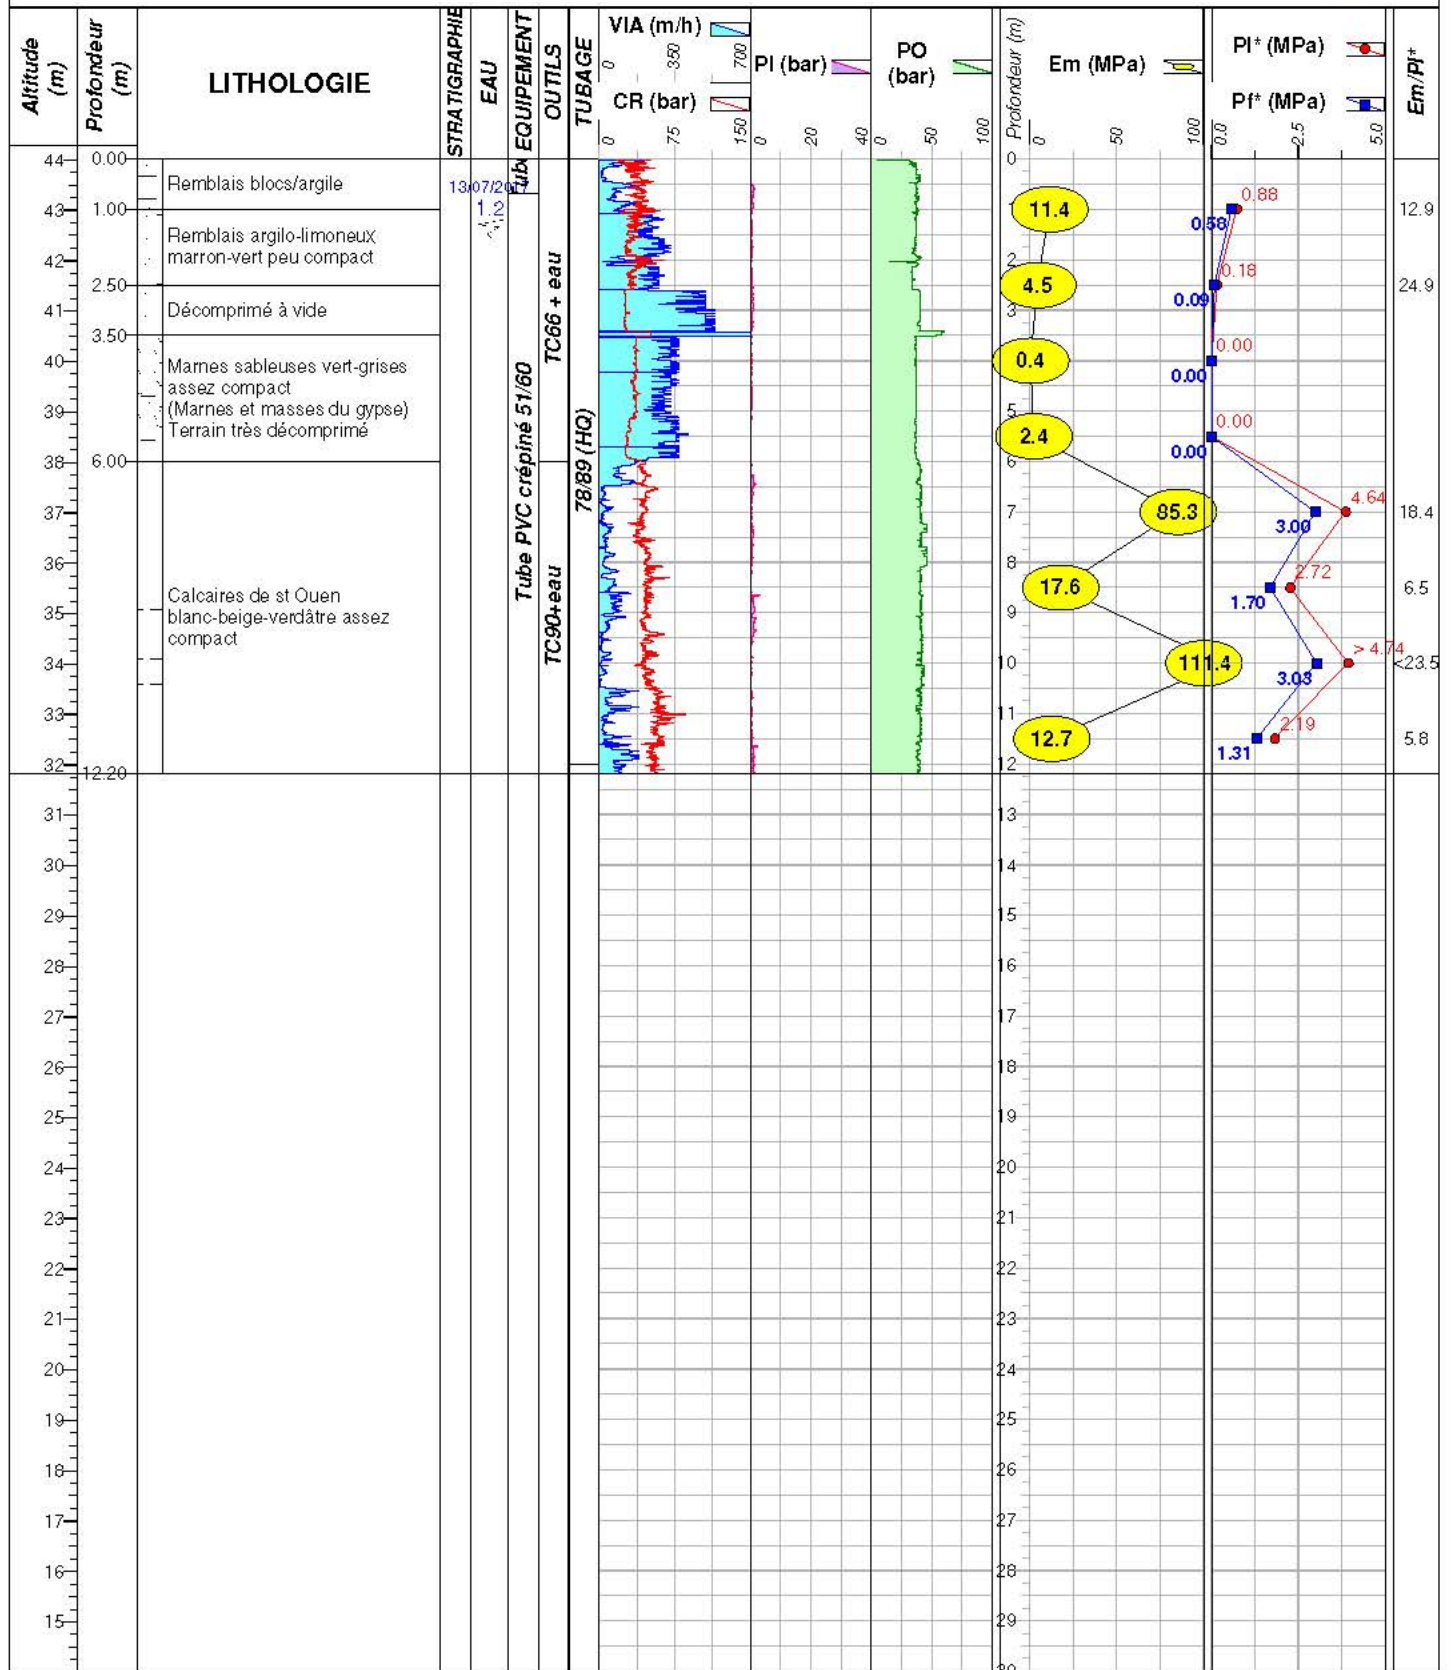 Altitude (m)
Profondeur (m)
LITHOLOGIE
STRATIGRAPHIE
EAU
EQUIPEMENT
OUTILS
TUBAGE
VIA (m/h)
0 350 700
CR (bar)
0 75 150
PI (bar)
0 20 40
PO (bar)
0 50 100
Profondeur (m)
Em (MPa)
0 50 100
Pl* (MPa)
Pf* (MPa)
0.0 2.5 5.0
Em/Pl*
44
43
42
41
40
39
38
37
36
35
34
33
32
31
30
29
28
27
26
25
24
23
22
21
20
19
18
17
16
15
0.00
1.00
2.50
3.50
6.00
12.20
Remblais blocs/argile
Remblais argilo-limoneux
marron-vert peu compact
Décomprimé à vide
Marnes sableuses vert-grises
assez compact
(Marnes et masses du gypse)
Terrain très décomprimé
Calcaires de st Ouen
blanc-beige-verdâtre assez
compact
13/07/2017
1.2
Tube PVC crépiné 51/60
TC66 + eau
TC90+eau
78/89 (HQ)
0
2
3
5
6
7
8
9
10
11
12
13
14
15
16
17
18
19
20
21
22
23
24
25
26
27
28
29
30
11.4
4.5
0.4
2.4
85.3
17.6
111.4
12.7
0.88
0.58
0.18
0.09
0.00
0.00
0.00
0.00
4.64
3.00
2.72
1.70
> 4.74
3.03
2.19
1.31
12.9
24.9
18.4
6.5
<23.5
5.8